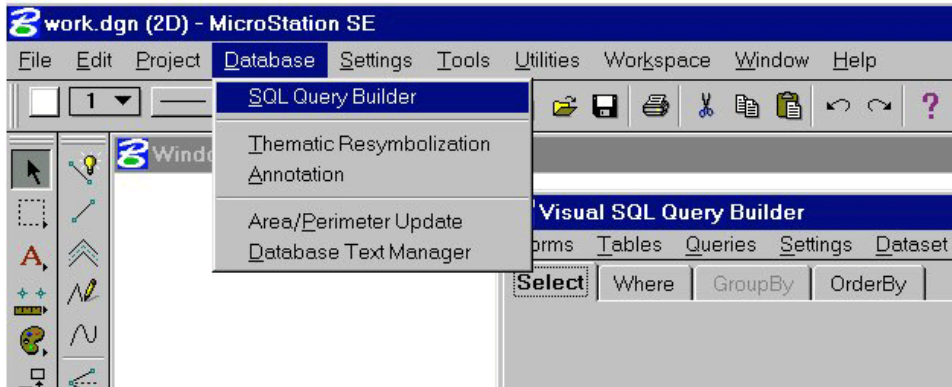 work.dgn (2D) - MicroStation SE
File Edit Project Database Settings Tools Utilities Workspace Window Help
1
SQL Query Builder
Thematic Resymbolization
Annotation
Area/Perimeter Update
Database Text Manager
Visual SQL Query Builder
Tables Queries Settings Dataset
Select Where GroupBy OrderBy